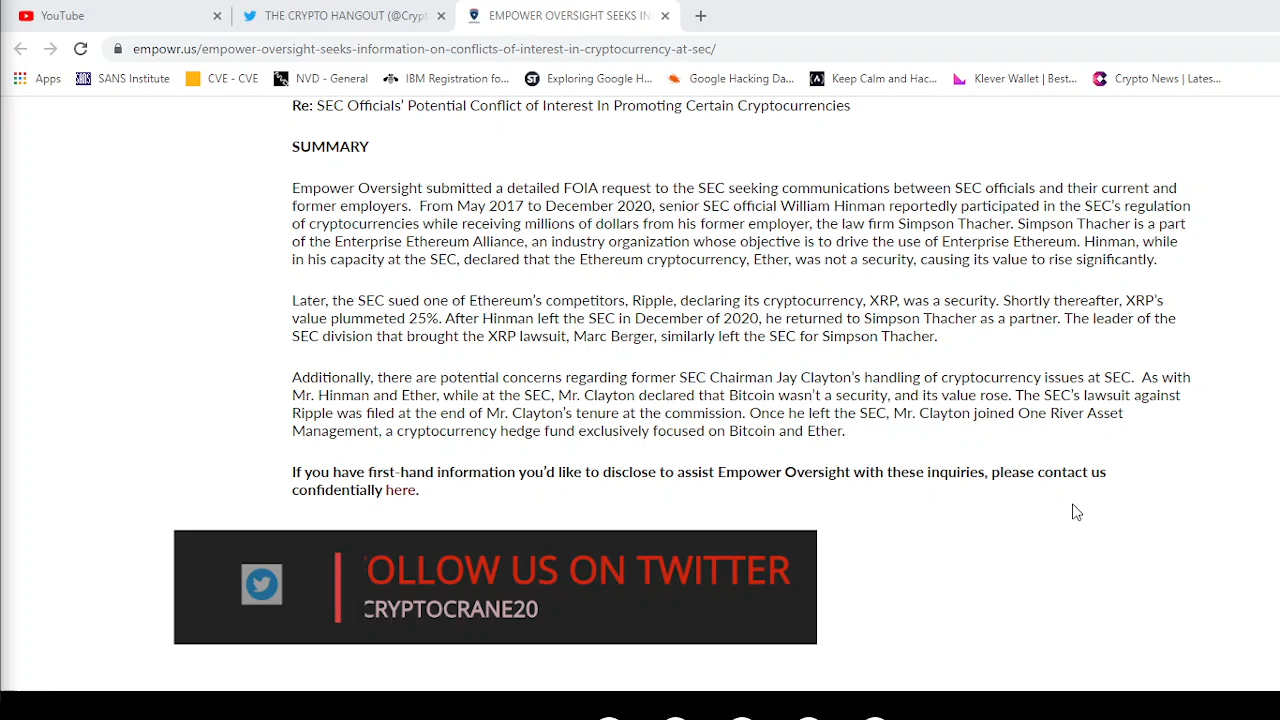 YouTube
THE CRYPTO HANGOUT (@Crypt
EMPOWER OVERSIGHT SEEKS IN
empowr.us/empower-oversight-seeks-information-on-conflicts-of-interest-in-cryptocurrency-at-sec/
Apps
SANS Institute
CVE - CVE
NVD - General
IBM Registration fo...
ST
Exploring Google H...
Google Hacking Da...
Keep Calm and Hac...
Klever Wallet | Best...
Crypto News | Lates...
Re: SEC Officials' Potential Conflict of Interest In Promoting Certain Cryptocurrencies
SUMMARY
Empower Oversight submitted a detailed FOIA request to the SEC seeking communications between SEC officials and their current and
former employers. From May 2017 to December 2020, senior SEC official William Hinman reportedly participated in the SEC's regulation
of cryptocurrencies while receiving millions of dollars from his former employer, the law firm Simpson Thacher. Simpson Thacher is a part
of the Enterprise Ethereum Alliance, an industry organization whose objective is to drive the use of Enterprise Ethereum. Hinman, while
in his capacity at the SEC, declared that the Ethereum cryptocurrency, Ether, was not a security, causing its value to rise significantly.
Later, the SEC sued one of Ethereum's competitors, Ripple, declaring its cryptocurrency, XRP, was a security. Shortly thereafter, XRP's
value plummeted 25%. After Hinman left the SEC in December of 2020, he returned to Simpson Thacher as a partner. The leader of the
SEC division that brought the XRP lawsuit, Marc Berger, similarly left the SEC for Simpson Thacher.
Additionally, there are potential concerns regarding former SEC Chairman Jay Clayton's handling of cryptocurrency issues at SEC. As with
Mr. Hinman and Ether, while at the SEC, Mr. Clayton declared that Bitcoin wasn't a security, and its value rose. The SEC's lawsuit against
Ripple was filed at the end of Mr. Clayton's tenure at the commission. Once he left the SEC, Mr. Clayton joined One River Asset
Management, a cryptocurrency hedge fund exclusively focused on Bitcoin and Ether.
If you have first-hand information you'd like to disclose to assist Empower Oversight with these inquiries, please contact us
confidentially here.
OLLOW US ON TWITTER
CRYPTOCRANE20